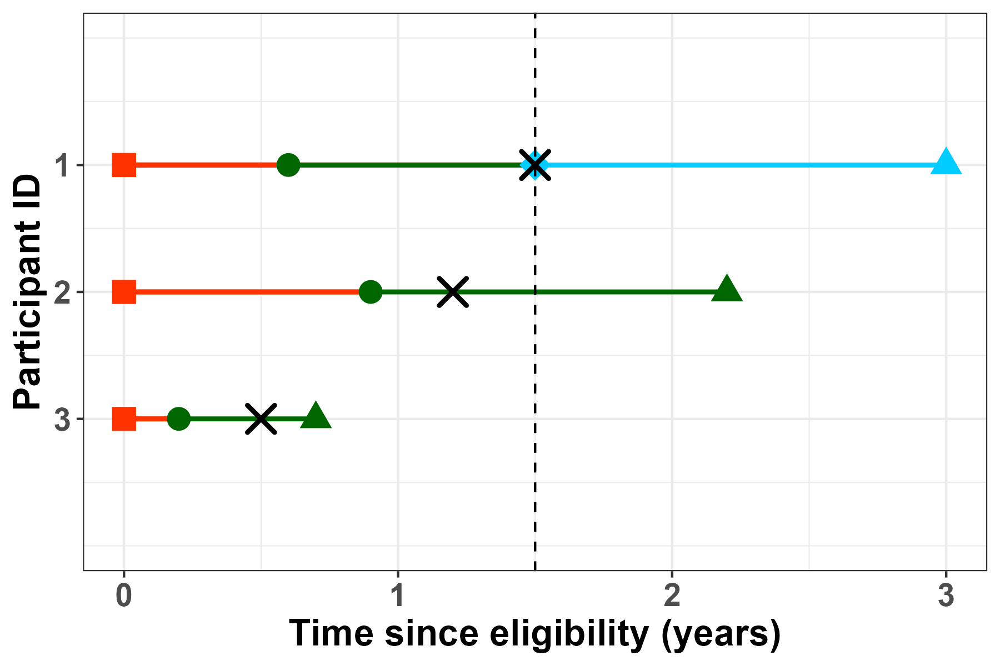 Participant ID
1
2
3
0 1 2 3
Time since eligibility (years)